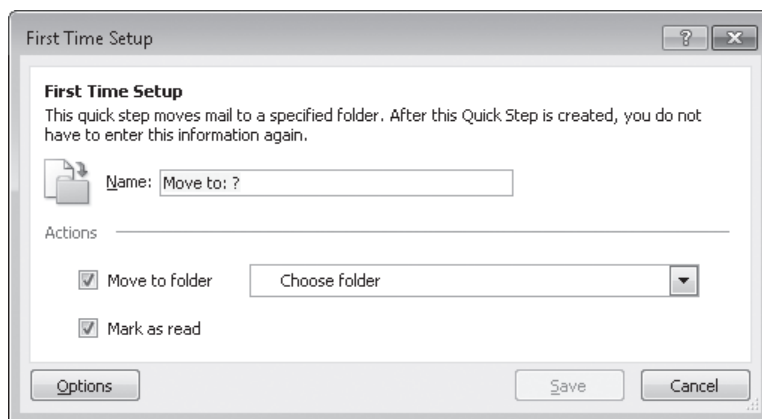 First Time Setup
First Time Setup
This quick step moves mail to a specified folder. After this Quick Step is created, you do not
have to enter this information again.
Name: Move to: ?
Actions
Move to folder Choose folder
Mark as read
Options Save Cancel